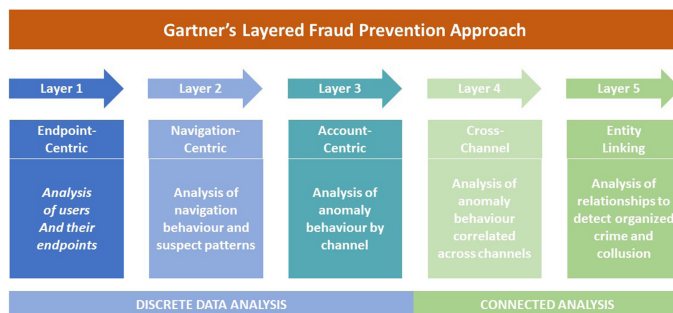 Gartner's Layered Fraud Prevention Approach
Layer 1
Layer 2
Layer 3
Layer 4
Layer 5
Endpoint-
Centric
Analysis
of users
And their
endpoints
Navigation-
Centric
Analysis of
navigation
behaviour and
suspect patterns
Account-
Centric
Analysis of
anomaly
behaviour by
channel
Cross-
Channel
Analysis of
anomaly
behaviour
correlated
across channels
Entity
Linking
Analysis of
relationships to
detect organized
crime and
collusion
DISCRETE DATA ANALYSIS
CONNECTED ANALYSIS